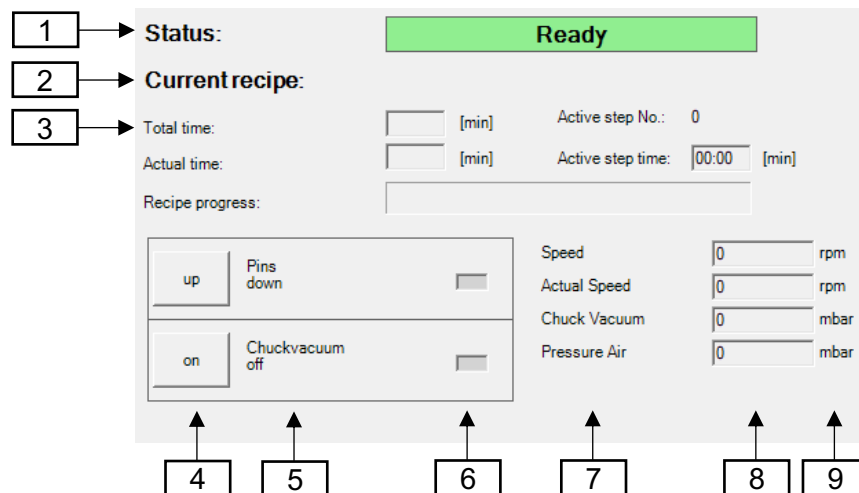 1 Status: Ready
2 Current recipe:
3 Total time: [min] Active step No.: 0
Actual time: [min] Active step time: 00:00 [min]
Recipe progress:
up Pins
down
on Chuckvacuum
off
Speed 0 rpm
Actual Speed 0 rpm
Chuck Vacuum 0 mbar
Pressure Air 0 mbar
4 5 6 7 8 9